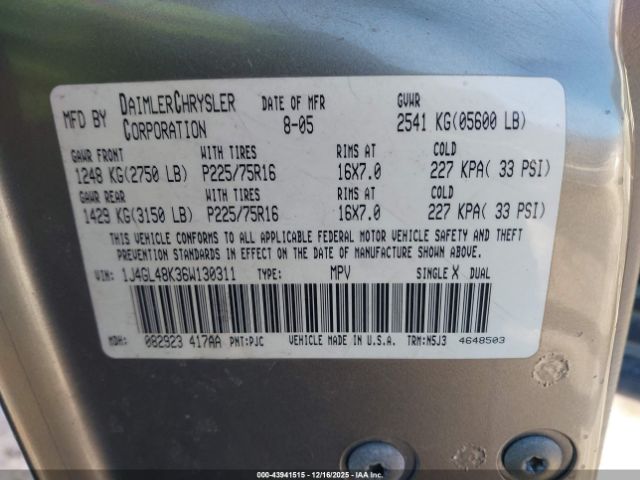 MFD BY DAIMLERCHRYSLER CORPORATION DATE OF MFR 8-05 GVWR 2541 KG(05600 LB)
GAWR FRONT WITH TIRES RIMS AT COLD
1248 KG(2750 LB) P225/75R16 16X7.0 227 KPA( 33 PSI)
GAWR REAR WITH TIRES RIMS AT COLD
1429 KG(3150 LB) P225/75R16 16X7.0 227 KPA( 33 PSI)
THIS VEHICLE CONFORMS TO ALL APPLICABLE FEDERAL MOTOR VEHICLE SAFETY AND THEFT
PREVENTION STANDARDS IN EFFECT ON THE DATE OF MANUFACTURE SHOWN ABOVE.
VIN: 1J4GL48K36W130311 TYPE: MPV SINGLE X DUAL
MDH: 082923 417AA PNT:PJC VEHICLE MADE IN U.S.A. TRM:NSJ3 4648503
© IAA - 000-43941515 - 12/16/2025 - IAAI.com